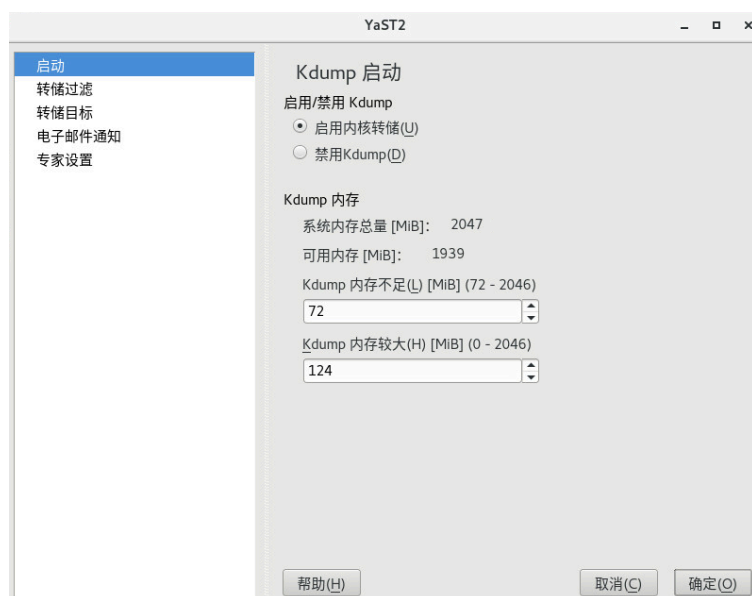 YaST2
启动
转储过滤
转储目标
电子邮件通知
专家设置
Kdump 启动
启用/禁用 Kdump
启用内核转储(U)
禁用Kdump(D)
Kdump 内存
系统内存总量 [MiB]： 2047
可用内存 [MiB]： 1939
Kdump 内存不足(L) [MiB] (72 - 2046)
72
Kdump 内存较大(H) [MiB] (0 - 2046)
124
帮助(H) 取消(C) 确定(O)